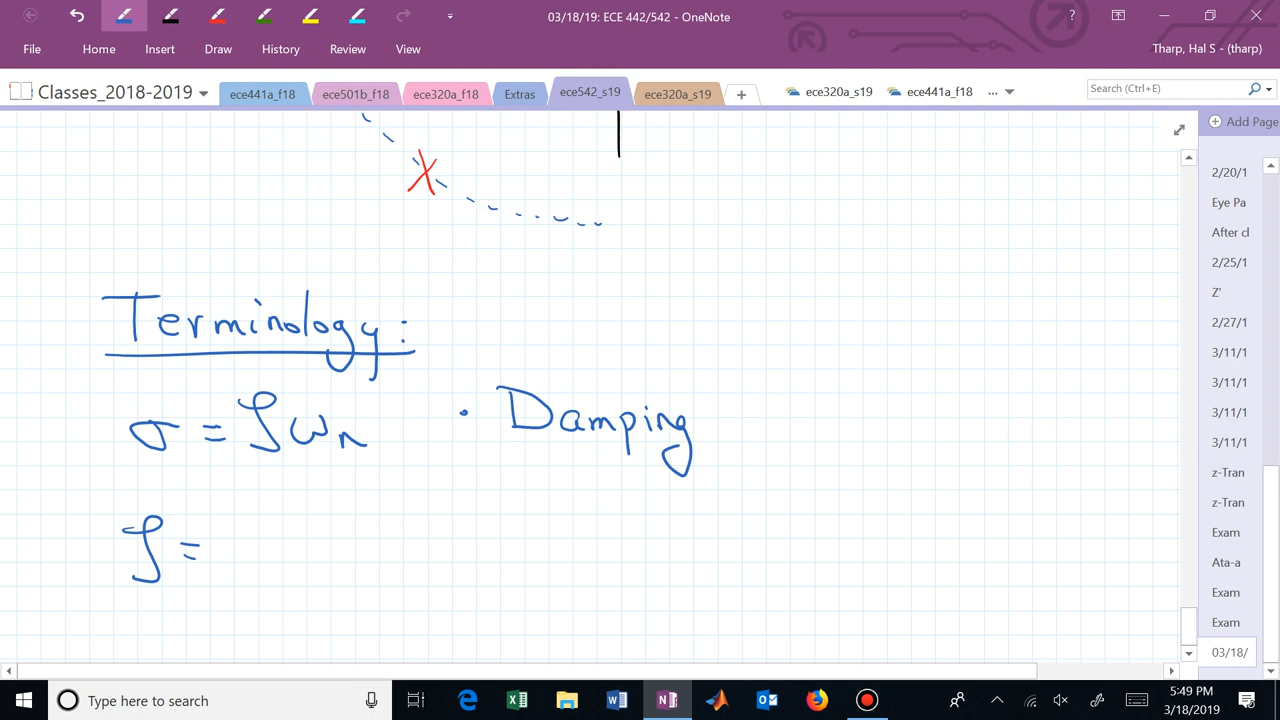 03/18/19: ECE 442/542 - OneNote
?
File Home Insert Draw History Review View
Tharp, Hal S - (tharp)
Classes_2018-2019
ece441a_f18 ece501b_f18 ece320a_f18 Extras ece542_s19 ece320a_s19 +
ece320a_s19 ece441a_f18 ...
Search (Ctrl+E)
Add Page
2/20/1
Eye Pa
After cl
2/25/1
Z'
2/27/1
3/11/1
3/11/1
3/11/1
3/11/1
z-Tran
z-Tran
Exam
Ata-a
Exam
Exam
03/18/
Terminology:
σ = ζωn · Damping
ζ =
Type here to search
5:49 PM
3/18/2019